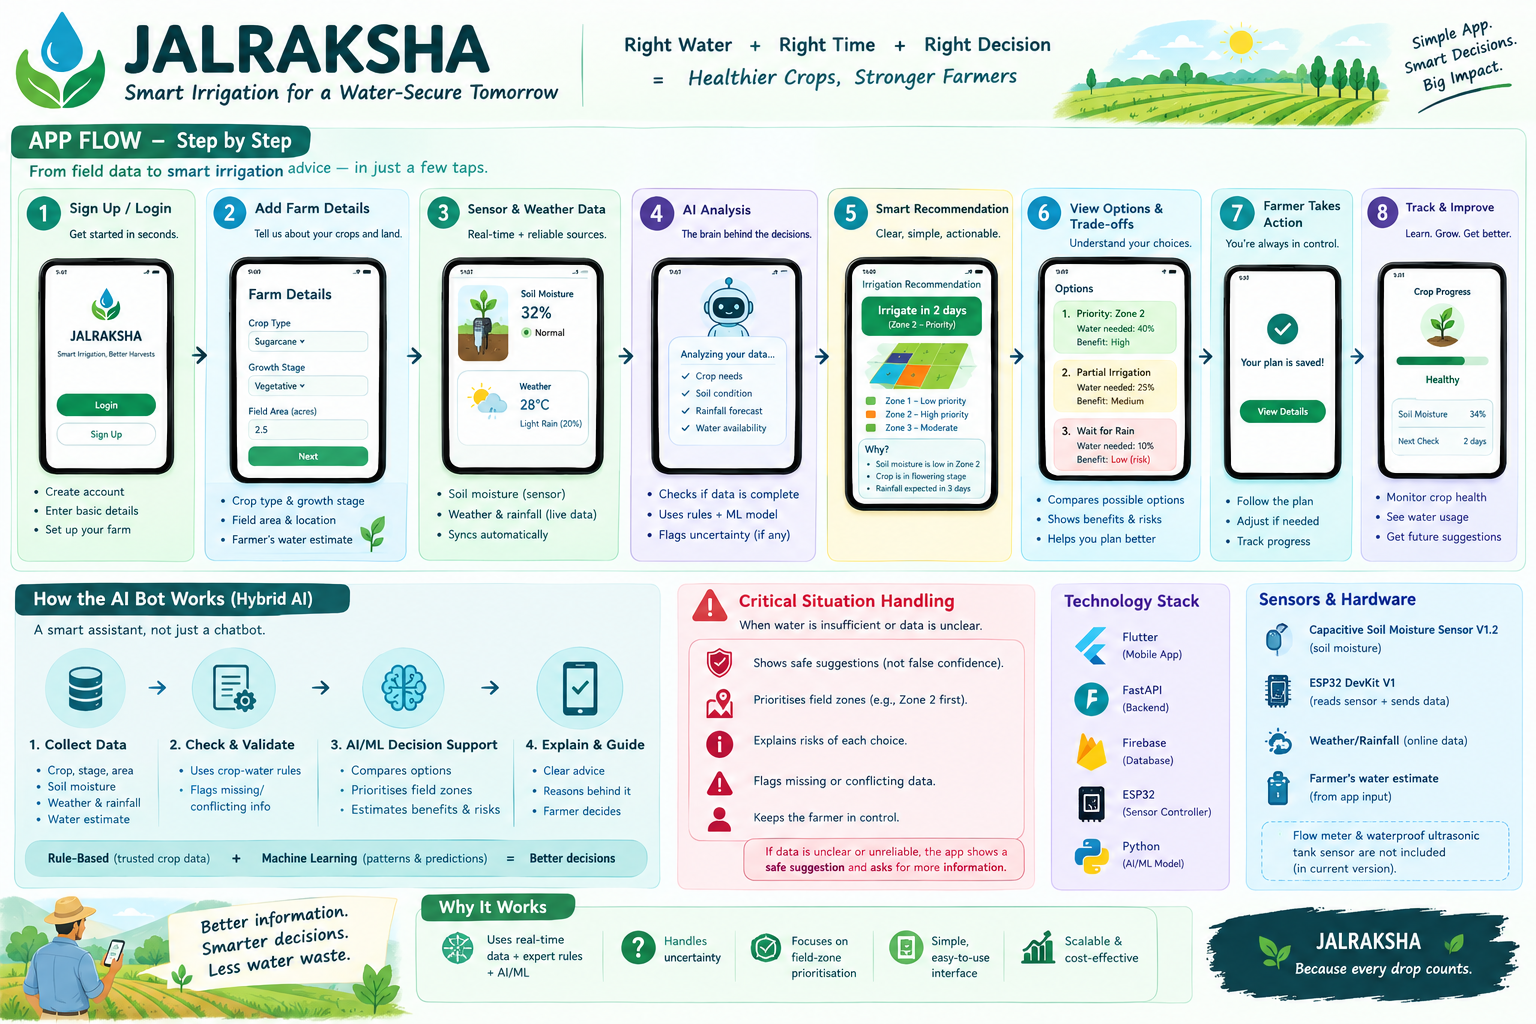 JALRAKSHA
Smart Irrigation for a Water-Secure Tomorrow
Right Water + Right Time + Right Decision
= Healthier Crops, Stronger Farmers
Simple App.
Smart Decisions.
Big Impact.
APP FLOW – Step by Step
From field data to smart irrigation advice — in just a few taps.
1 Sign Up / Login
Get started in seconds.
JALRAKSHA
Smart Irrigation, Better Harvests
Login
Sign Up
• Create account
• Enter basic details
• Set up your farm
2 Add Farm Details
Tell us about your crops and land.
Farm Details
Crop Type
Sugarcane
Growth Stage
Vegetative
Field Area (acres)
2.5
Next
• Crop type & growth stage
• Field area & location
• Farmer's water estimate
3 Sensor & Weather Data
Real-time + reliable sources.
Soil Moisture
32%
Normal
Weather
28°C
Light Rain (20%)
• Soil moisture (sensor)
• Weather & rainfall (live data)
• Syncs automatically
4 AI Analysis
The brain behind the decisions.
Analyzing your data...
✓ Crop needs
✓ Soil condition
✓ Rainfall forecast
✓ Water availability
• Checks if data is complete
• Uses rules + ML model
• Flags uncertainty (if any)
5 Smart Recommendation
Clear, simple, actionable.
Irrigation Recommendation
Irrigate in 2 days
(Zone 2 – Priority)
Zone 1 – Low priority
Zone 2 – High priority
Zone 3 – Moderate
Why?
• Soil moisture is low in Zone 2
• Crop is in flowering stage
• Rainfall expected in 3 days
6 View Options &
Trade-offs
Understand your choices.
Options
1. Priority: Zone 2
Water needed: 40%
Benefit: High
2. Partial Irrigation
Water needed: 25%
Benefit: Medium
3. Wait for Rain
Water needed: 10%
Benefit: Low (risk)
• Compares possible options
• Shows benefits & risks
• Helps you plan better
7 Farmer Takes
Action
You're always in control.
Your plan is saved!
View Details
• Follow the plan
• Adjust if needed
• Track progress
8 Track & Improve
Learn. Grow. Get better.
Crop Progress
Healthy
Soil Moisture 34%
Next Check 2 days
• Monitor crop health
• See water usage
• Get future suggestions
How the AI Bot Works (Hybrid AI)
A smart assistant, not just a chatbot.
1. Collect Data
• Crop, stage, area
• Soil moisture
• Weather & rainfall
• Water estimate
2. Check & Validate
• Uses crop-water rules
• Flags missing/
conflicting info
3. AI/ML Decision Support
• Compares options
• Prioritises field zones
• Estimates benefits & risks
4. Explain & Guide
• Clear advice
• Reasons behind it
• Farmer decides
Rule-Based (trusted crop data) + Machine Learning (patterns & predictions) = Better decisions
Critical Situation Handling
When water is insufficient or data is unclear.
Shows safe suggestions (not false confidence).
Prioritises field zones (e.g., Zone 2 first).
Explains risks of each choice.
Flags missing or conflicting data.
Keeps the farmer in control.
If data is unclear or unreliable, the app shows a
safe suggestion and asks for more information.
Technology Stack
Flutter
(Mobile App)
FastAPI
(Backend)
Firebase
(Database)
ESP32
(Sensor Controller)
Python
(AI/ML Model)
Sensors & Hardware
Capacitive Soil Moisture Sensor V1.2
(soil moisture)
ESP32 DevKit V1
(reads sensor + sends data)
Weather/Rainfall (online data)
Farmer's water estimate
(from app input)
Flow meter & waterproof ultrasonic
tank sensor are not included
(in current version).
Better information.
Smarter decisions.
Less water waste.
Why It Works
Uses real-time
data + expert rules
+ AI/ML
Handles
uncertainty
Focuses on
field-zone
prioritisation
Simple,
easy-to-use
interface
Scalable &
cost-effective
JALRAKSHA
Because every drop counts.